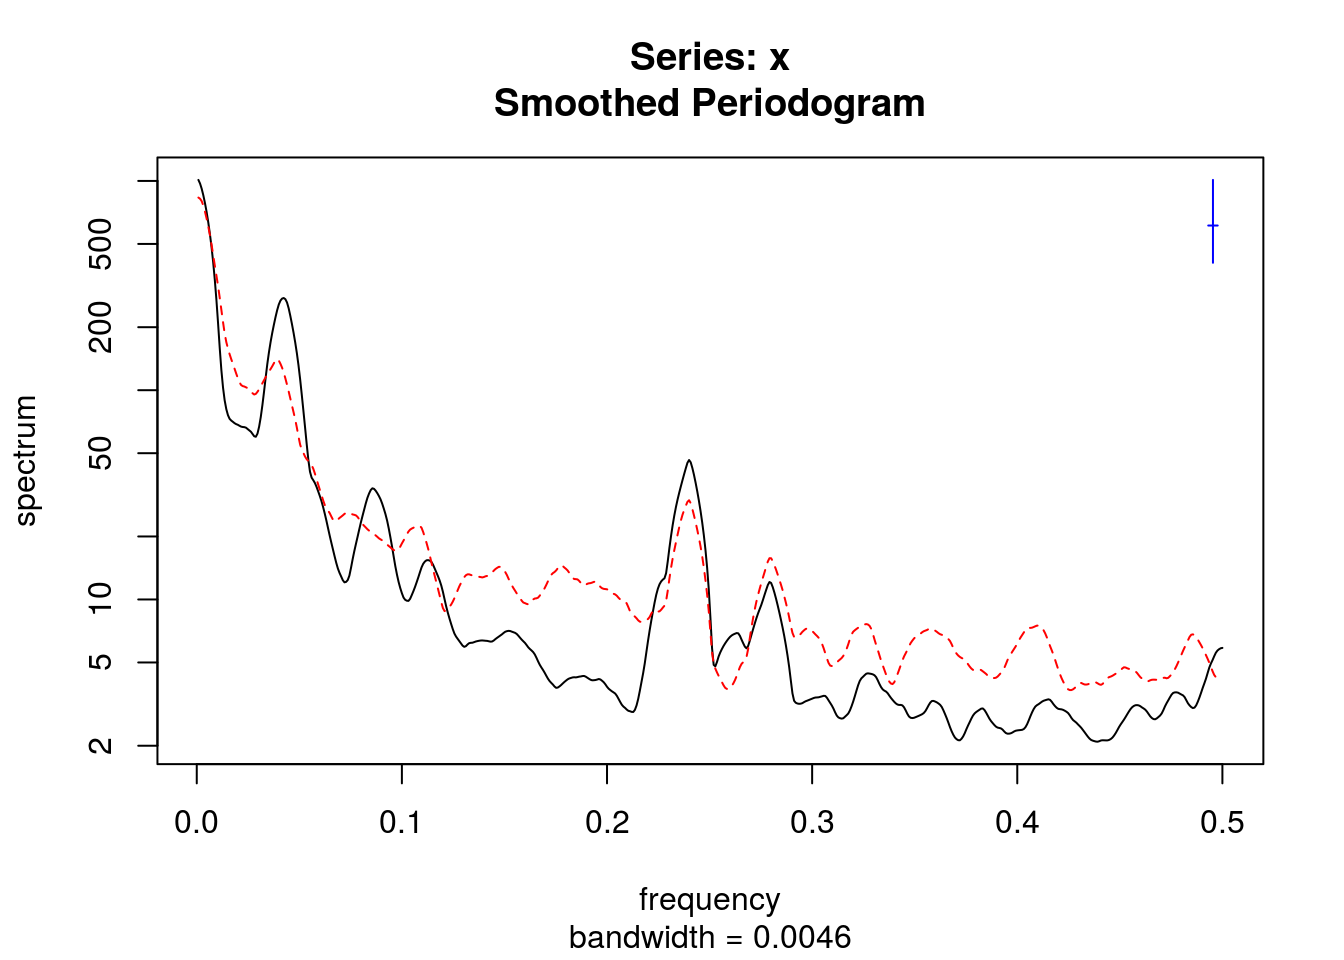 Series: x
Smoothed Periodogram
spectrum
500
200
50
10
5
2
0.0 0.1 0.2 0.3 0.4 0.5
frequency
bandwidth = 0.0046